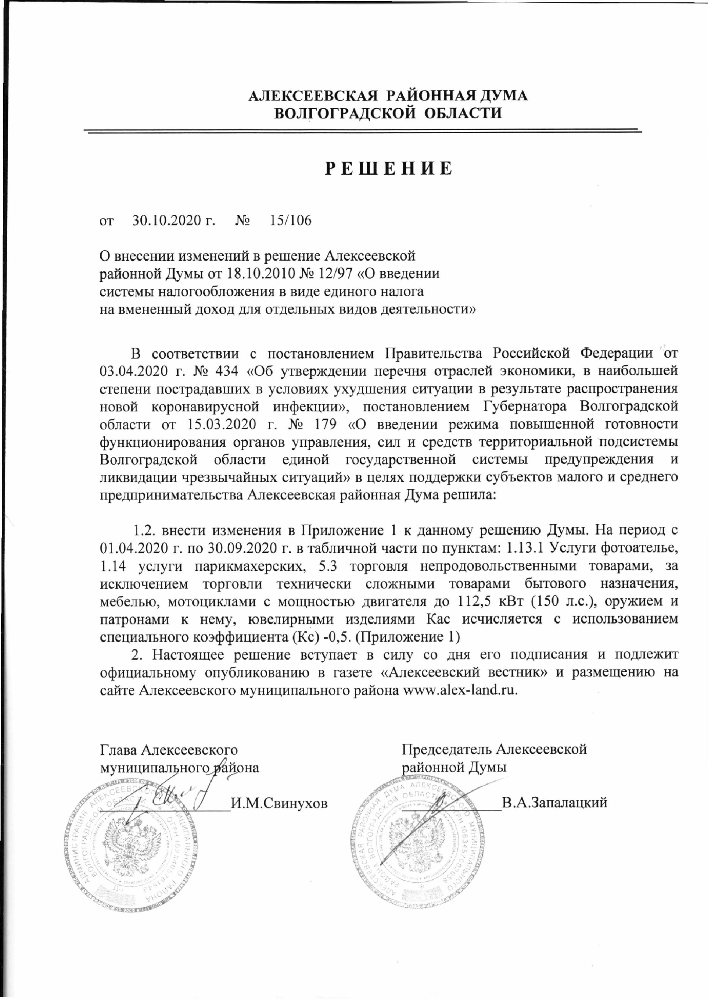 АЛЕКСЕЕВСКАЯ РАЙОННАЯ ДУМА
ВОЛГОГРАДСКОЙ ОБЛАСТИ
Р Е Ш Е Н И Е
от 30.10.2020 г. № 15/106
О внесении изменений в решение Алексеевской
районной Думы от 18.10.2010 № 12/97 «О введении
системы налогообложения в виде единого налога
на вмененный доход для отдельных видов деятельности»
В соответствии с постановлением Правительства Российской Федерации от
03.04.2020 г. № 434 «Об утверждении перечня отраслей экономики, в наибольшей
степени пострадавших в условиях ухудшения ситуации в результате распространения
новой коронавирусной инфекции», постановлением Губернатора Волгоградской
области от 15.03.2020 г. № 179 «О введении режима повышенной готовности
функционирования органов управления, сил и средств территориальной подсистемы
Волгоградской области единой государственной системы предупреждения и
ликвидации чрезвычайных ситуаций» в целях поддержки субъектов малого и среднего
предпринимательства Алексеевская районная Дума решила:
1.2. внести изменения в Приложение 1 к данному решению Думы. На период с
01.04.2020 г. по 30.09.2020 г. в табличной части по пунктам: 1.13.1 Услуги фотоателье,
1.14 услуги парикмахерских, 5.3 торговля непродовольственными товарами, за
исключением торговли технически сложными товарами бытового назначения,
мебелью, мотоциклами с мощностью двигателя до 112,5 кВт (150 л.с.), оружием и
патронами к нему, ювелирными изделиями Кас исчисляется с использованием
специального коэффициента (Кс) -0,5. (Приложение 1)
2. Настоящее решение вступает в силу со дня его подписания и подлежит
официальному опубликованию в газете «Алексеевский вестник» и размещению на
сайте Алексеевского муниципального района www.alex-land.ru.
Глава Алексеевского
муниципального района
И.М.Свинухов
Председатель Алексеевской
районной Думы
В.А.Запалацкий
АДМИНИСТРАЦИЯ АЛЕКСЕЕВСКОГО МУНИЦИПАЛЬНОГО РАЙОНА
ВОЛГОГРАДСКОЙ ОБЛАСТИ * ОГРН 1023405761543
АЛЕКСЕЕВСКАЯ РАЙОННАЯ ДУМА АЛЕКСЕЕВСКОГО МУНИЦИПАЛЬНОГО
РАЙОНА ВОЛГОГРАДСКОЙ ОБЛАСТИ * ОГРН 1063457002058